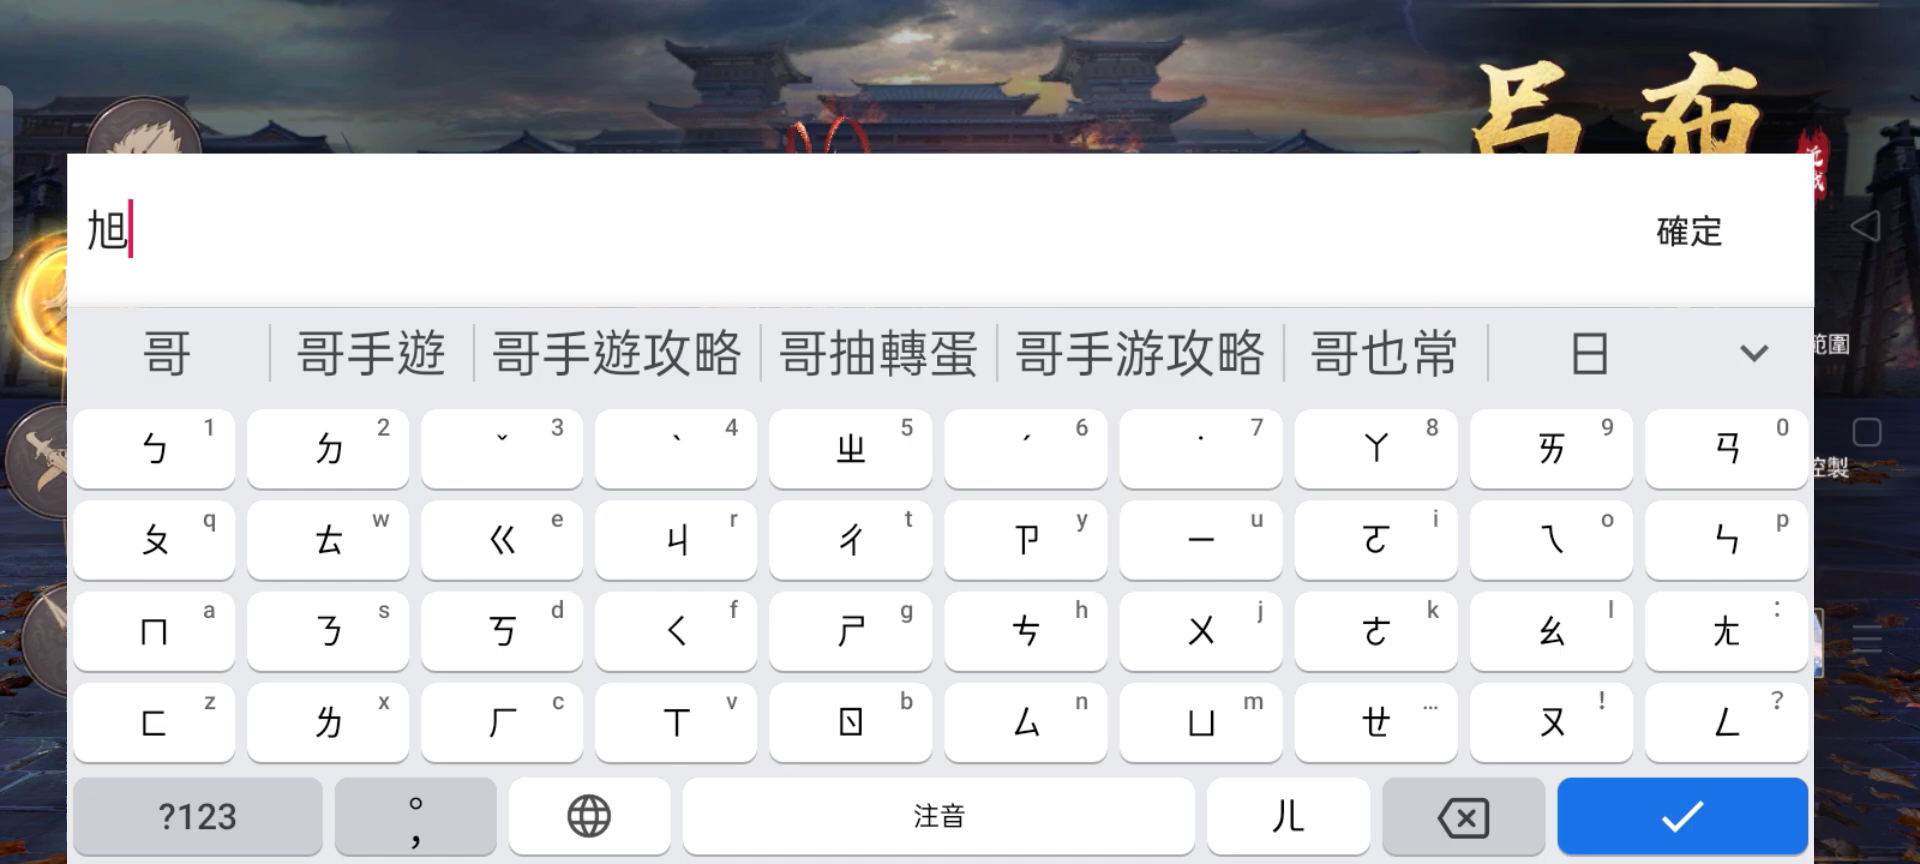 呂布
旭
確定
哥 哥手遊 哥手遊攻略 哥抽轉蛋 哥手游攻略 哥也常 日
範圍
ㄅ 1 ㄉ 2 ˇ 3 ˋ 4 ㄓ 5 ˊ 6 ˙ 7 ㄚ 8 ㄞ 9 ㄢ 0
控製
ㄆ q ㄊ w ㄍ e ㄐ r ㄔ t ㄗ y ㄧ u ㄛ i ㄟ o ㄣ p
ㄇ a ㄋ s ㄎ d ㄑ f ㄕ g ㄘ h ㄨ j ㄜ k ㄠ l ㄤ :
ㄈ z ㄌ x ㄏ c ㄒ v ㄖ b ㄙ n ㄩ m ㄝ … ㄡ ! ㄥ ?
?123 。 , 注音 ㄦ